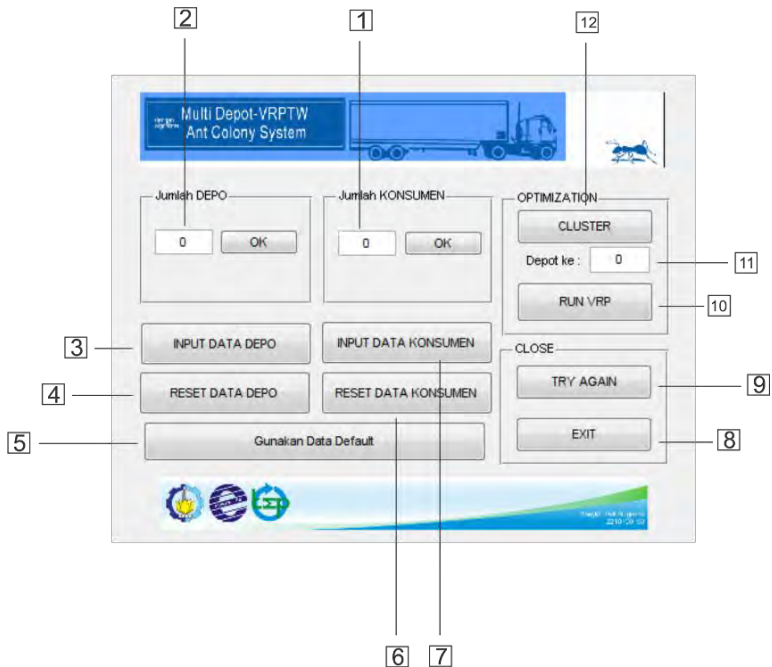 2
1
12
Multi Depot-VRPTW
Ant Colony System
Jumlah DEPO
Jumlah KONSUMEN
OPTIMIZATION
0
OK
0
OK
CLUSTER
Depot ke :
0
11
RUN VRP
10
3
INPUT DATA DEPO
INPUT DATA KONSUMEN
CLOSE
4
RESET DATA DEPO
RESET DATA KONSUMEN
TRY AGAIN
9
5
Gunakan Data Default
EXIT
8
6
7